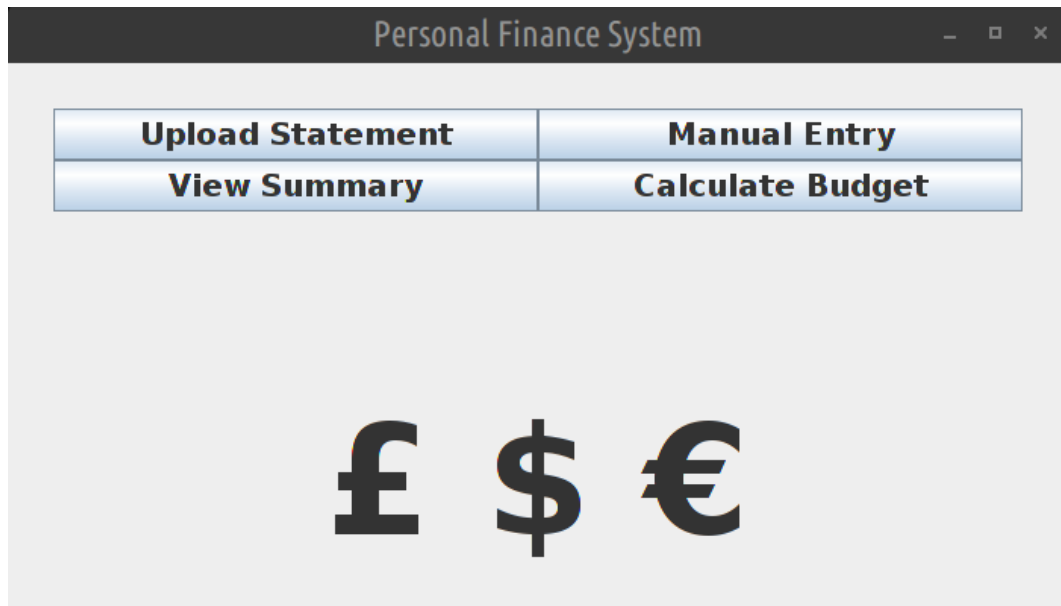 Personal Finance System
Upload Statement Manual Entry
View Summary Calculate Budget
£ $ €